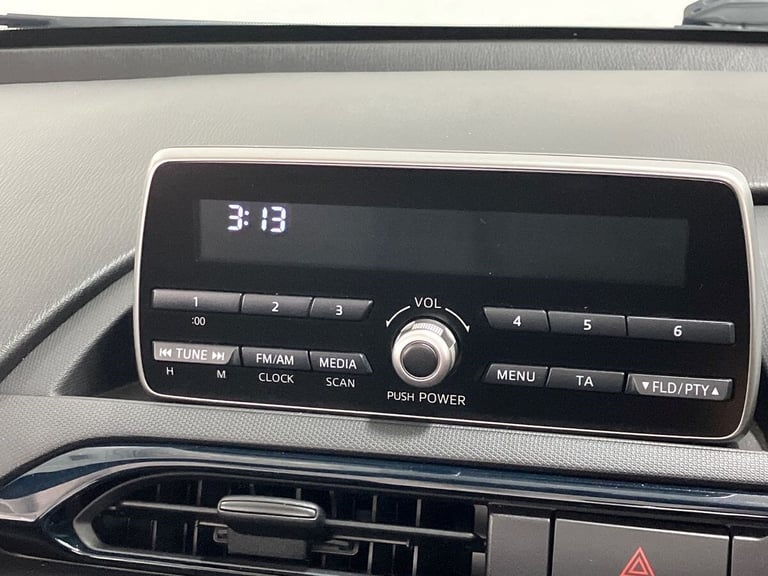 3:13
VOL
1 2 3 4 5 6
:00
⏮ TUNE ⏭ FM/AM MEDIA MENU TA ▼FLD/PTY▲
H M CLOCK SCAN
PUSH POWER